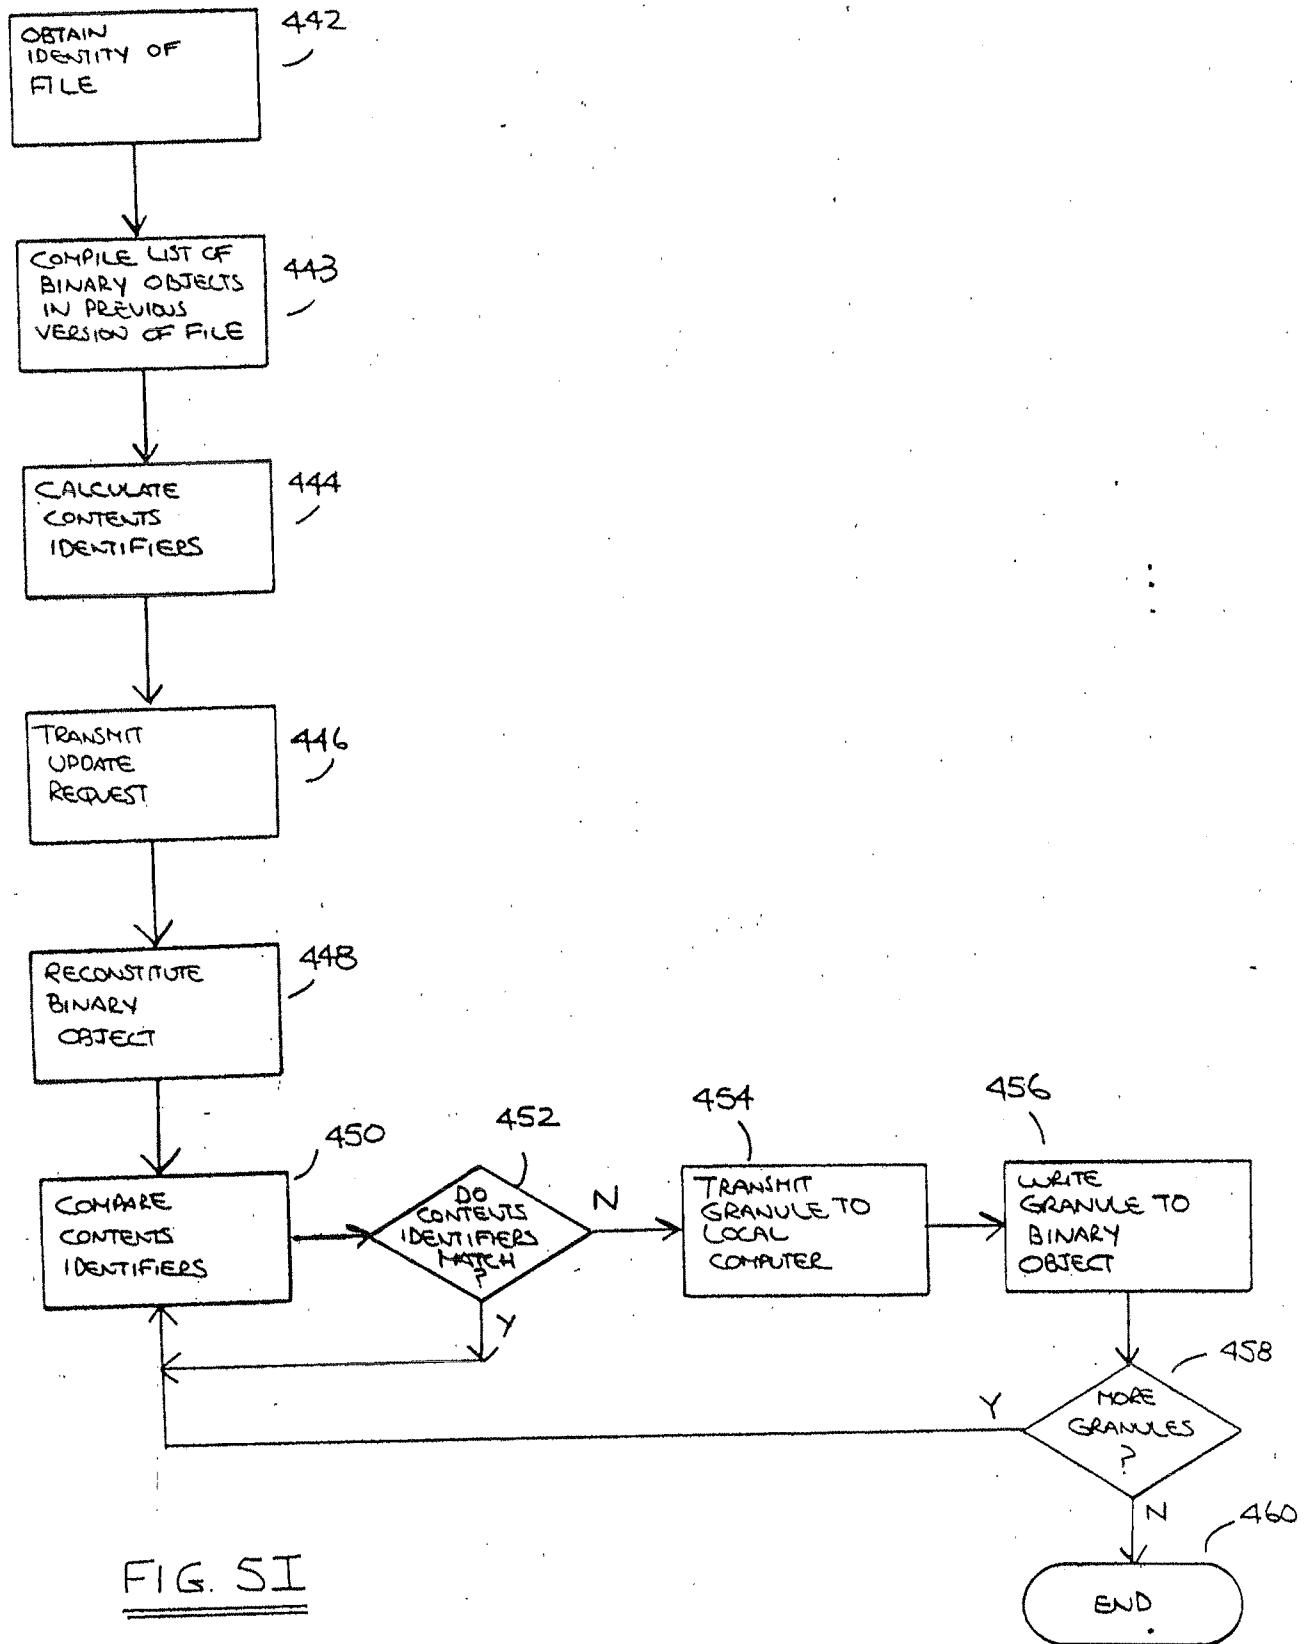 OBTAIN
IDENTITY OF
FILE
442
COMPILE LIST OF
BINARY OBJECTS
IN PREVIOUS
VERSION OF FILE
443
CALCULATE
CONTENTS
IDENTIFIERS
444
TRANSMIT
UPDATE
REQUEST
446
RECONSTITUTE
BINARY
OBJECT
448
COMPARE
CONTENTS
IDENTIFIERS
450
DO
CONTENTS
IDENTIFIERS
MATCH
?
452
N
Y
TRANSMIT
GRANULE TO
LOCAL
COMPUTER
454
WRITE
GRANULE TO
BINARY
OBJECT
456
MORE
GRANULES
?
458
Y
N
END
460
FIG. 5I